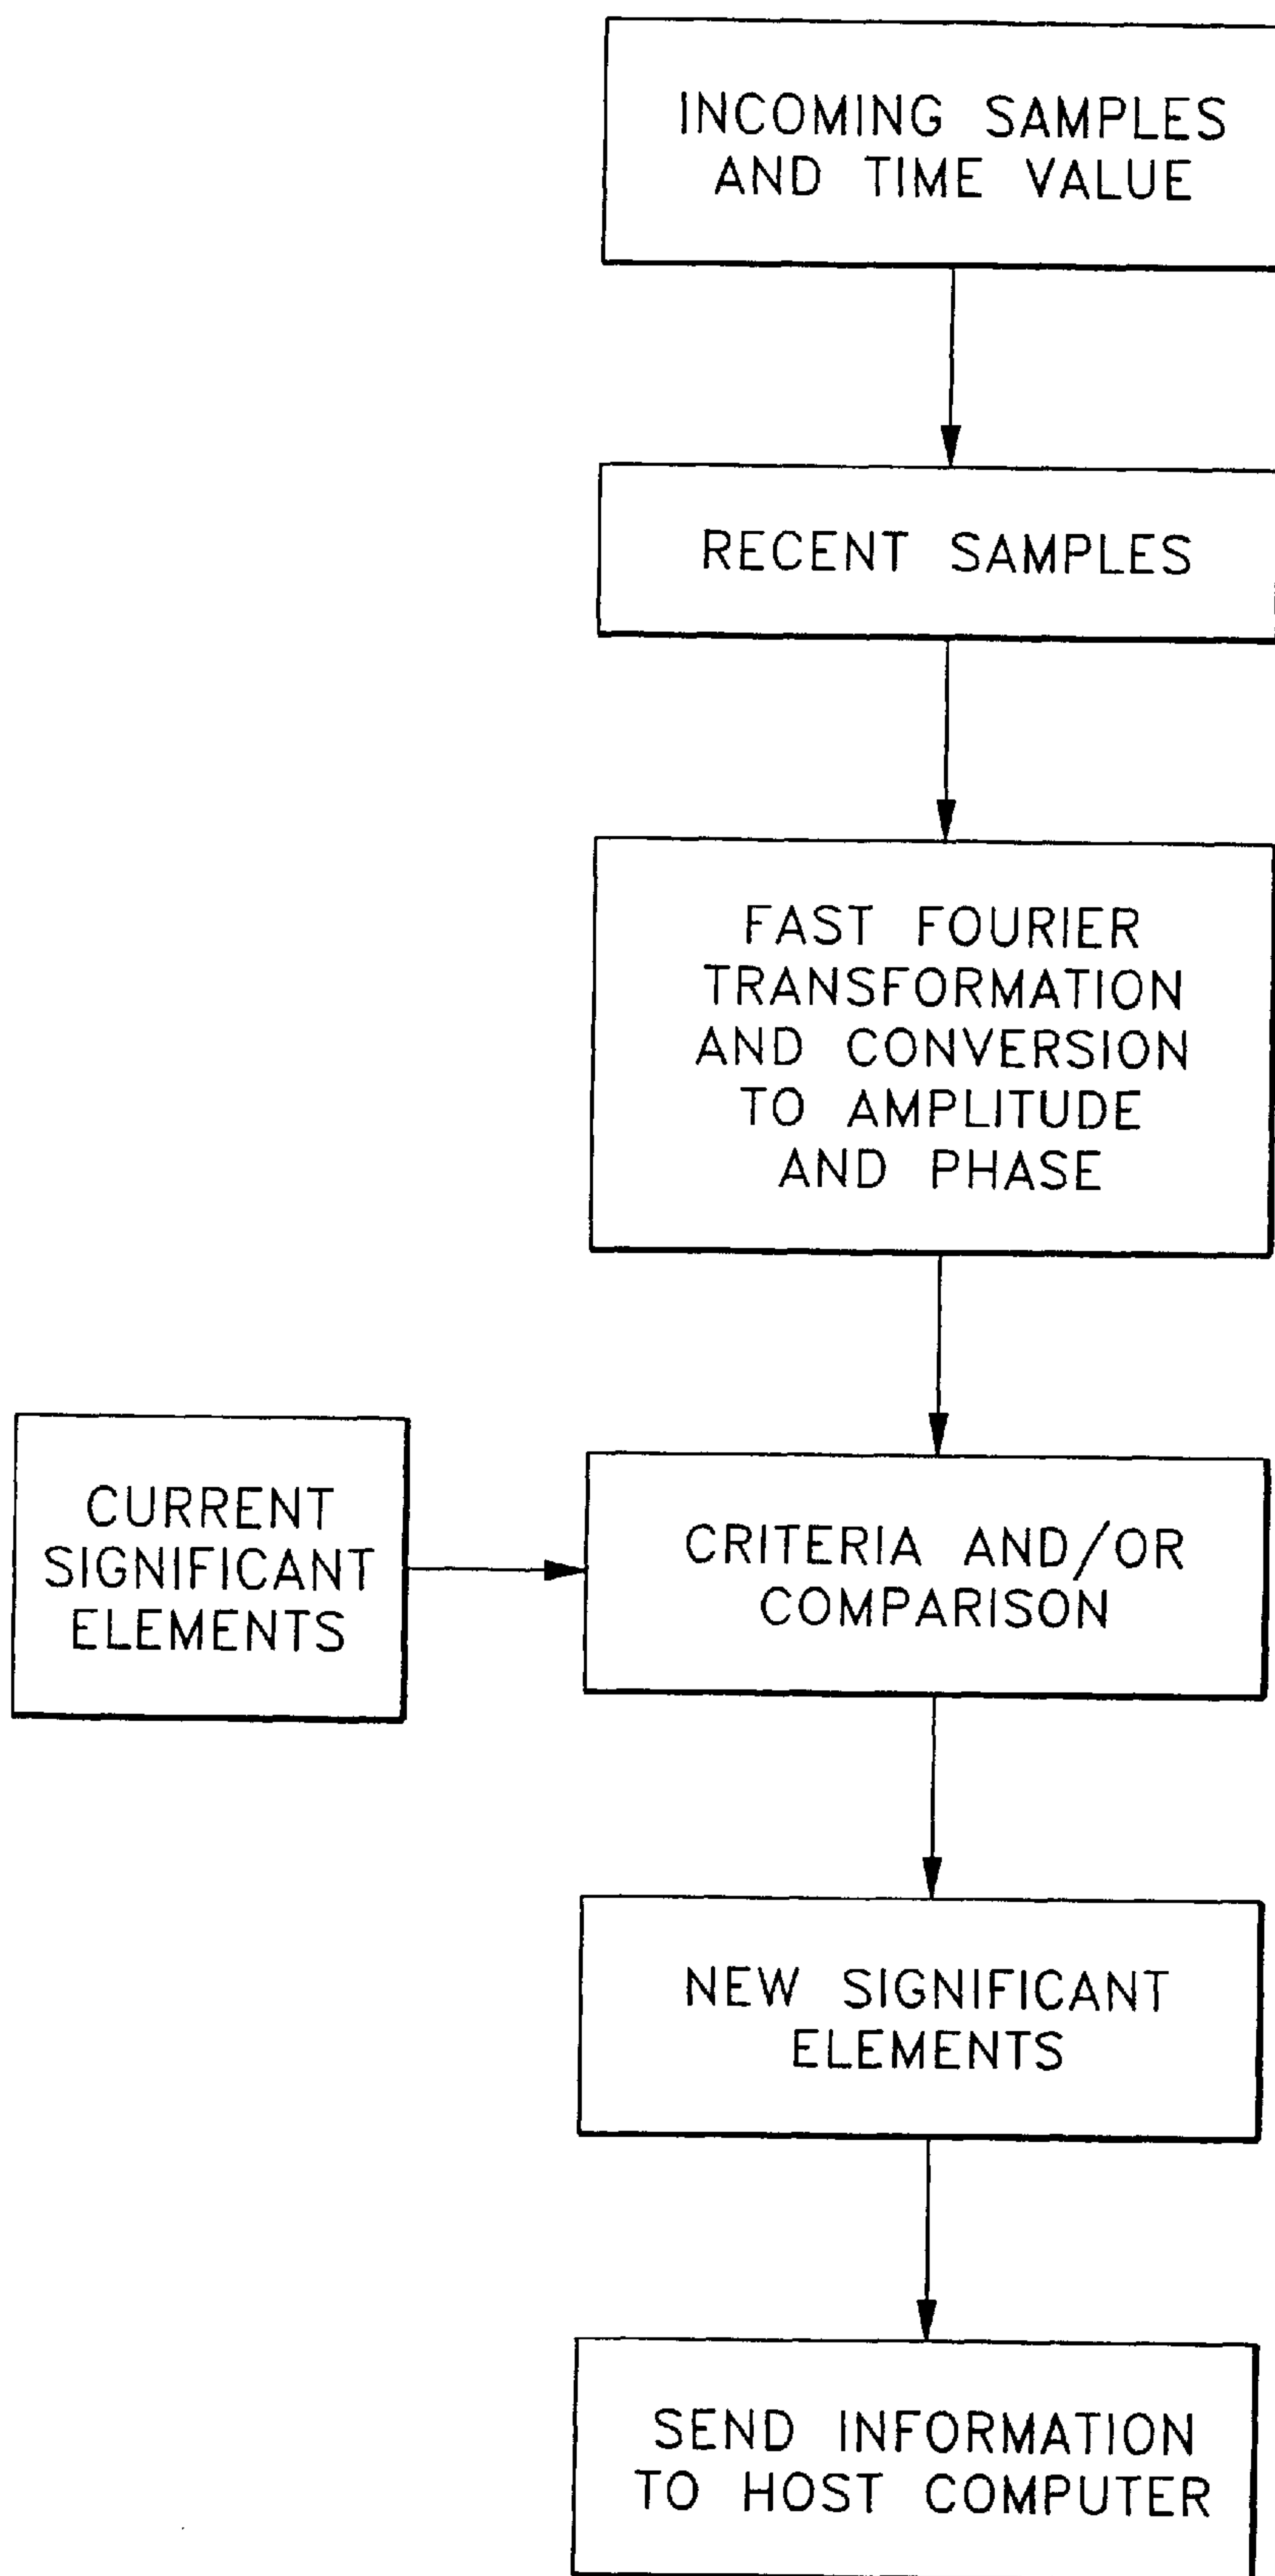 INCOMING SAMPLES
AND TIME VALUE
RECENT SAMPLES
FAST FOURIER
TRANSFORMATION
AND CONVERSION
TO AMPLITUDE
AND PHASE
CURRENT
SIGNIFICANT
ELEMENTS
CRITERIA AND/OR
COMPARISON
NEW SIGNIFICANT
ELEMENTS
SEND INFORMATION
TO HOST COMPUTER